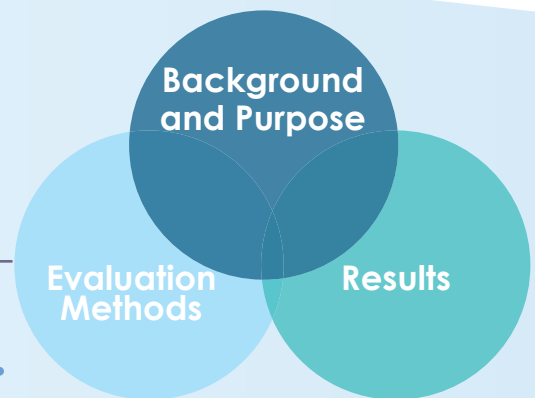 Background
and Purpose
Evaluation
Methods
Results